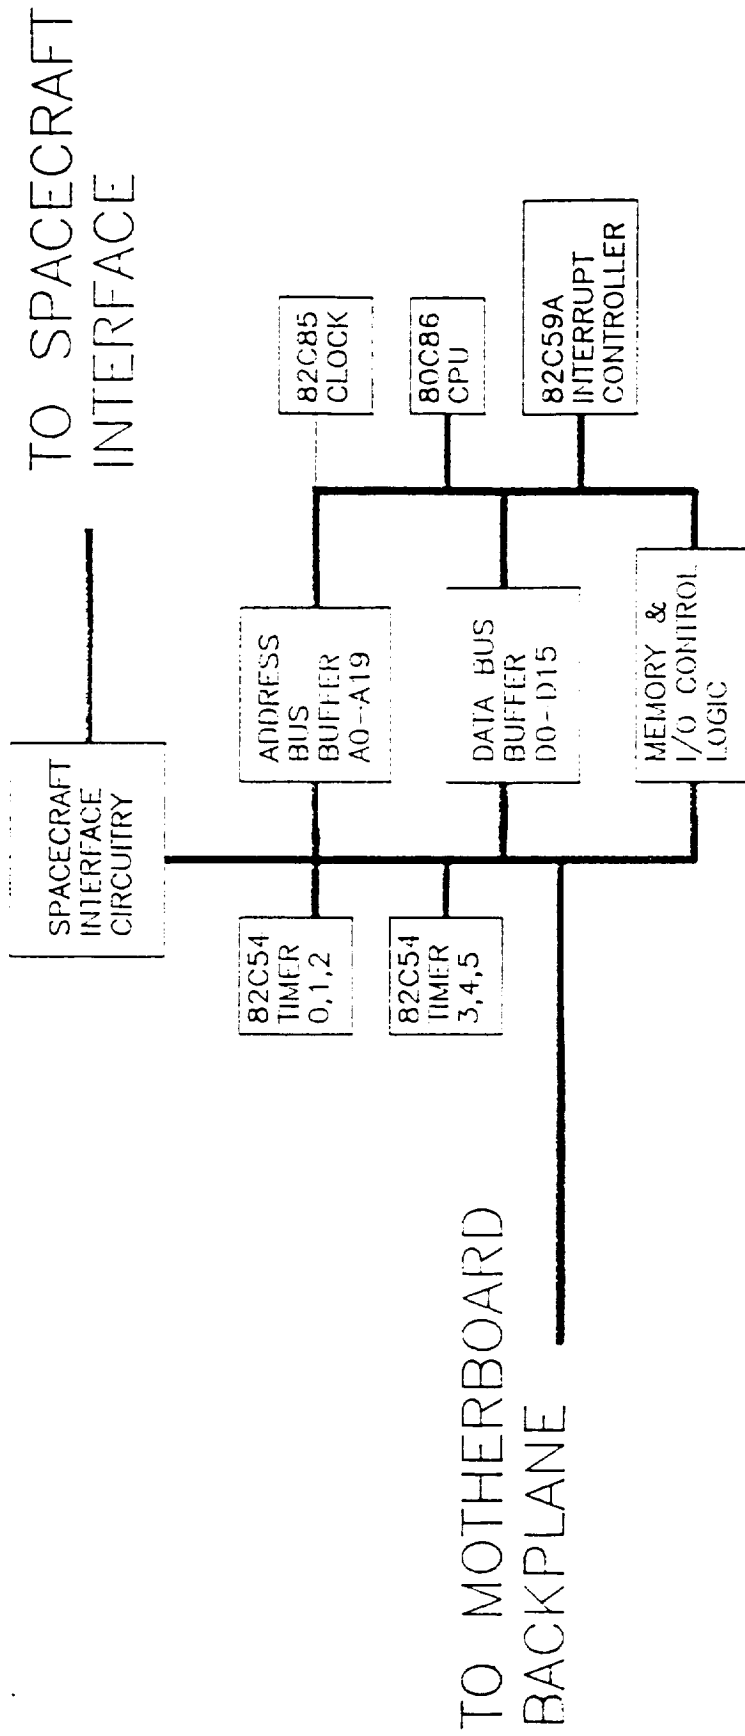 TO SPACECRAFT
INTERFACE
SPACECRAFT
INTERFACE
CIRCUITRY
82C54
TIMER
0,1,2
82C54
TIMER
3,4,5
ADDRESS
BUS
BUFFER
A0-A19
DATA BUS
BUFFER
D0-D15
MEMORY &
I/O CONTROL
LOGIC
82C85
CLOCK
80C86
CPU
82C59A
INTERRUPT
CONTROLLER
TO MOTHERBOARD
BACKPLANE